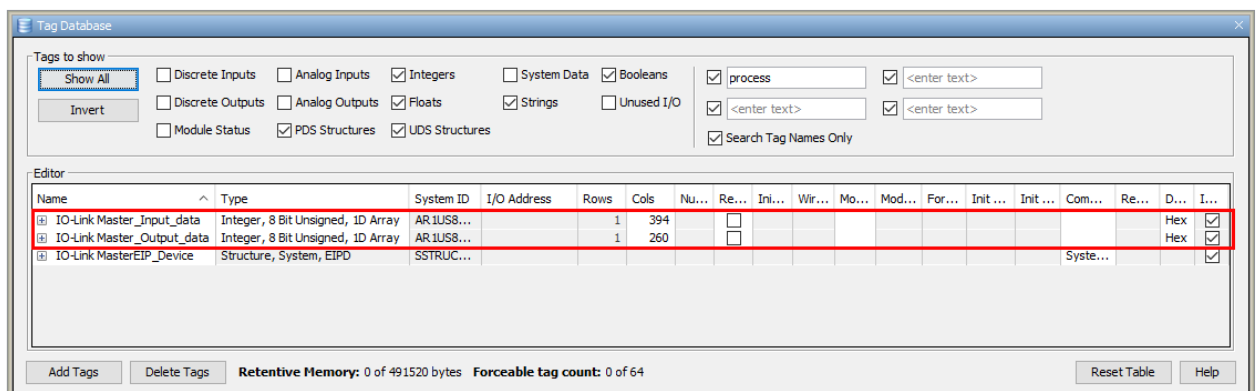 Tag Database
Tags to show
Show All Discrete Inputs Analog Inputs Integers System Data Booleans process <enter text>
Invert Discrete Outputs Analog Outputs Floats Strings Unused I/O <enter text> <enter text>
Module Status PDS Structures UDS Structures Search Tag Names Only
Editor
Name Type System ID I/O Address Rows Cols Nu... Re... Ini... Wir... Mo... Mod... For... Init ... Init ... Com... Re... D... I...
IO-Link Master_Input_data Integer, 8 Bit Unsigned, 1D Array AR1US8... 1 394 Hex
IO-Link Master_Output_data Integer, 8 Bit Unsigned, 1D Array AR1US8... 1 260 Hex
IO-Link MasterEIP_Device Structure, System, EIPD SSTRUC... Syste...
Add Tags Delete Tags Retentive Memory: 0 of 491520 bytes Forceable tag count: 0 of 64 Reset Table Help